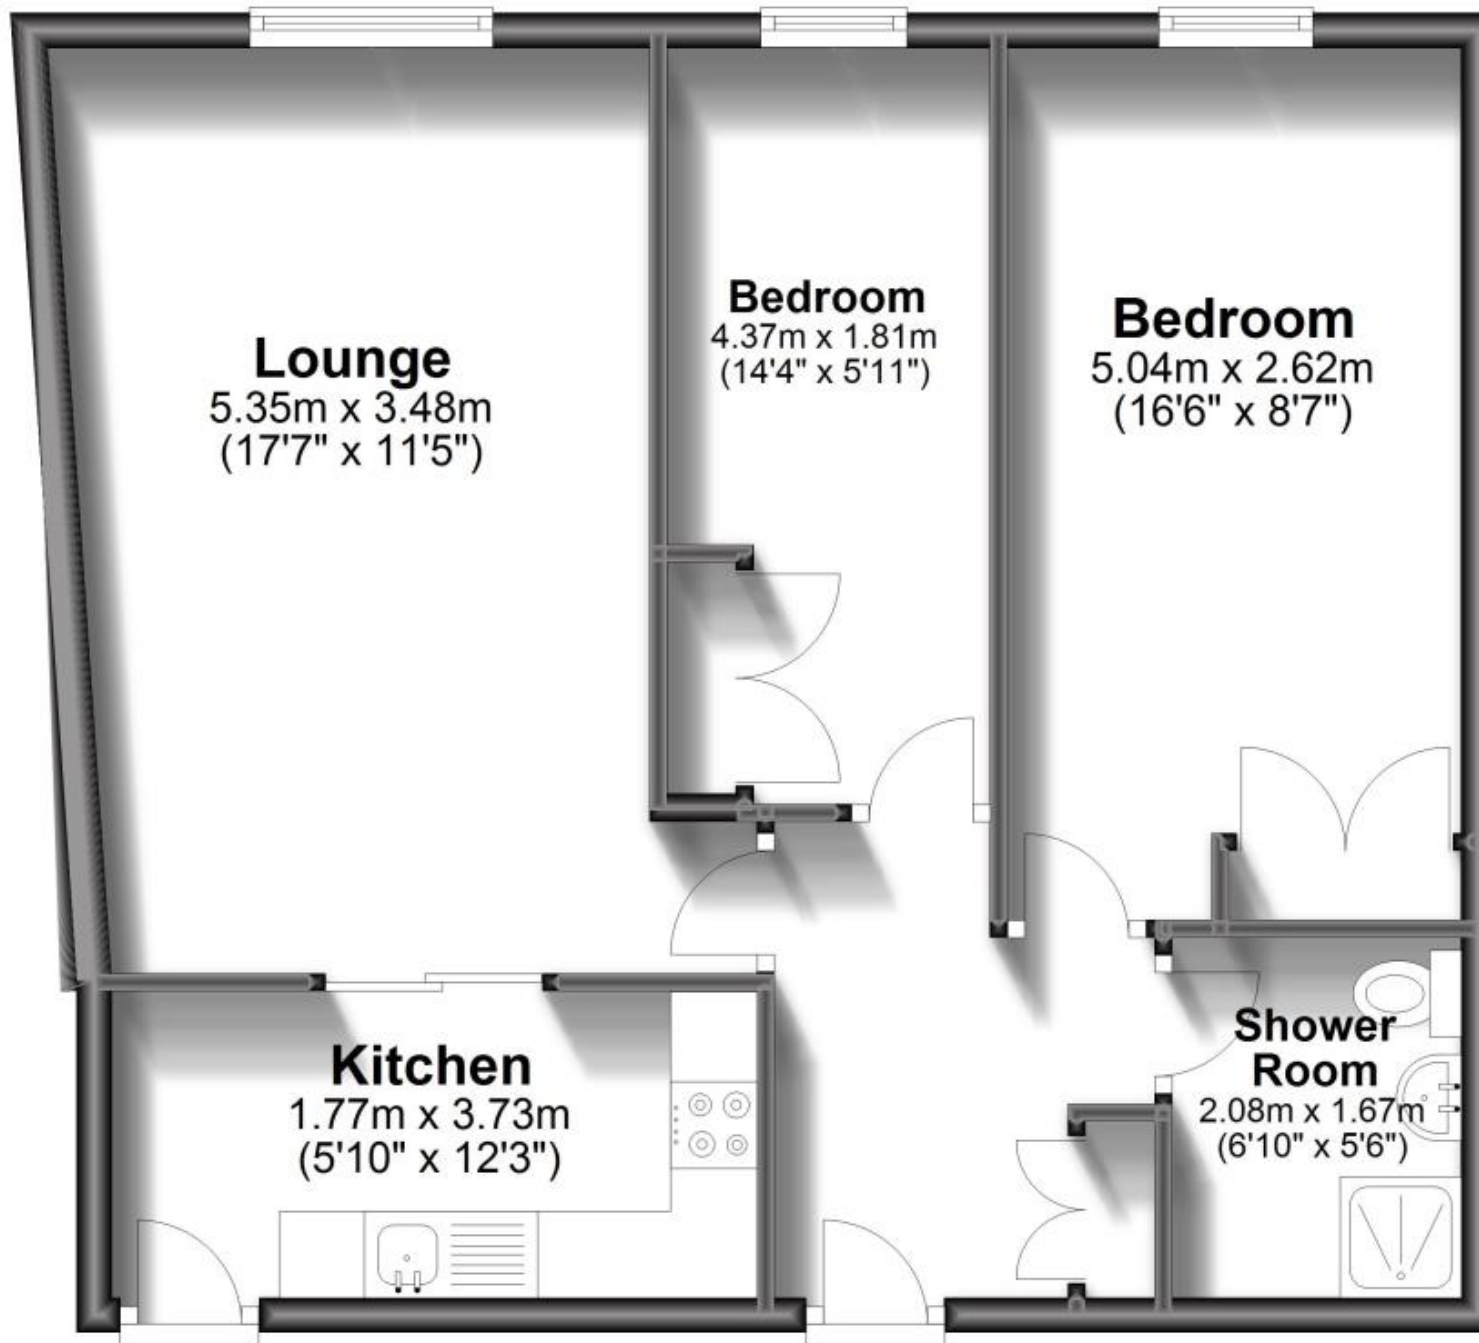 Lounge
5.35m x 3.48m
(17'7" x 11'5")
Bedroom
4.37m x 1.81m
(14'4" x 5'11")
Bedroom
5.04m x 2.62m
(16'6" x 8'7")
Kitchen
1.77m x 3.73m
(5'10" x 12'3")
Shower
Room
2.08m x 1.67m
(6'10" x 5'6")